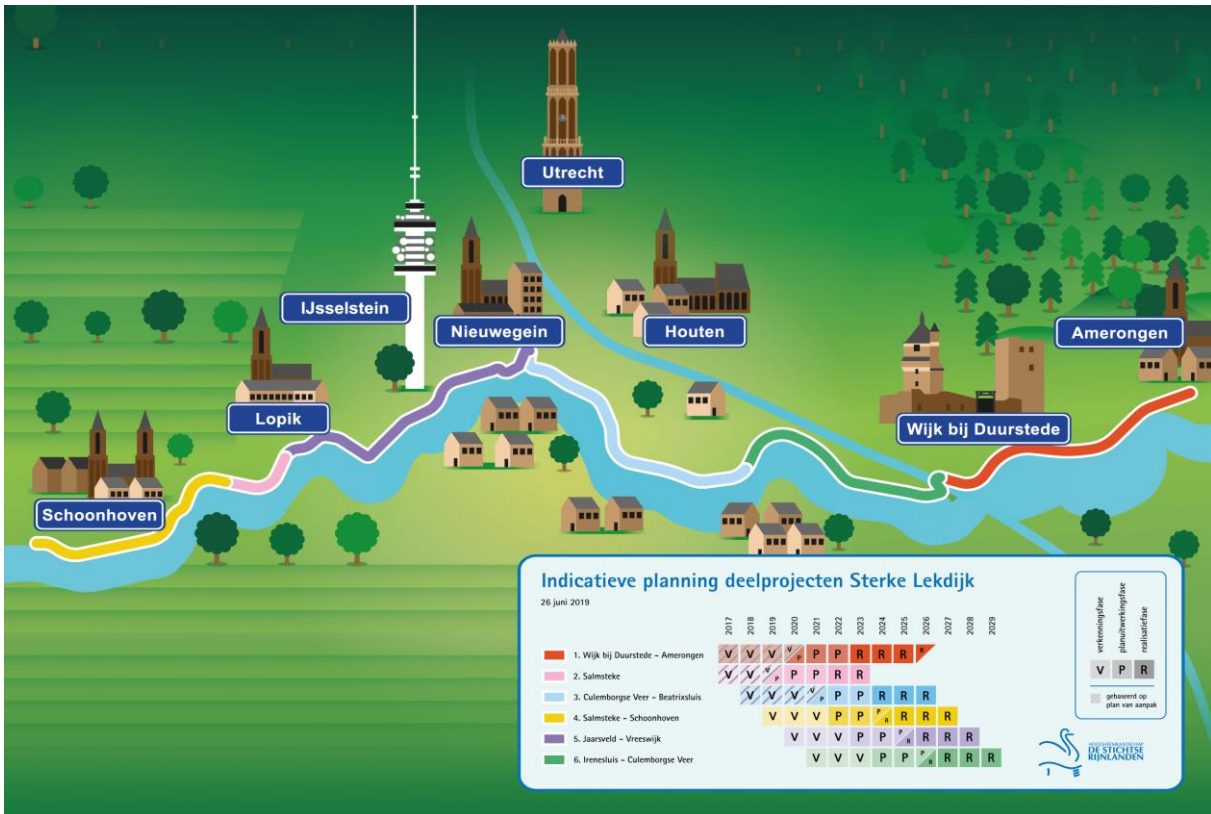 Utrecht
IJsselstein
Nieuwegein
Houten
Amerongen
Lopik
Wijk bij Duurstede
Schoonhoven
Indicatieve planning deelprojecten Sterke Lekdijk
26 juni 2019
2017 2018 2019 2020 2021 2022 2023 2024 2025 2026 2027 2028 2029
1. Wijk bij Duurstede – Amerongen V V V V P P P R R R R
2. Salmsteke V V V P P P R R
3. Culemborgse Veer – Beatrixsluis V V V V P P P R R R
4. Salmsteke – Schoonhoven V V V P P P R R R R
5. Jaarsveld – Vreeswijk V V V P P P R R R R
6. Irenesluis – Culemborgse Veer V V V P P P R R R R
verkenningsfase
planuitwerkingsfase
realisatiefase
V P R
gebaseerd op
plan van aanpak
HOOGHEEMRAADSCHAP
DE STICHTSE
RIJNLANDEN